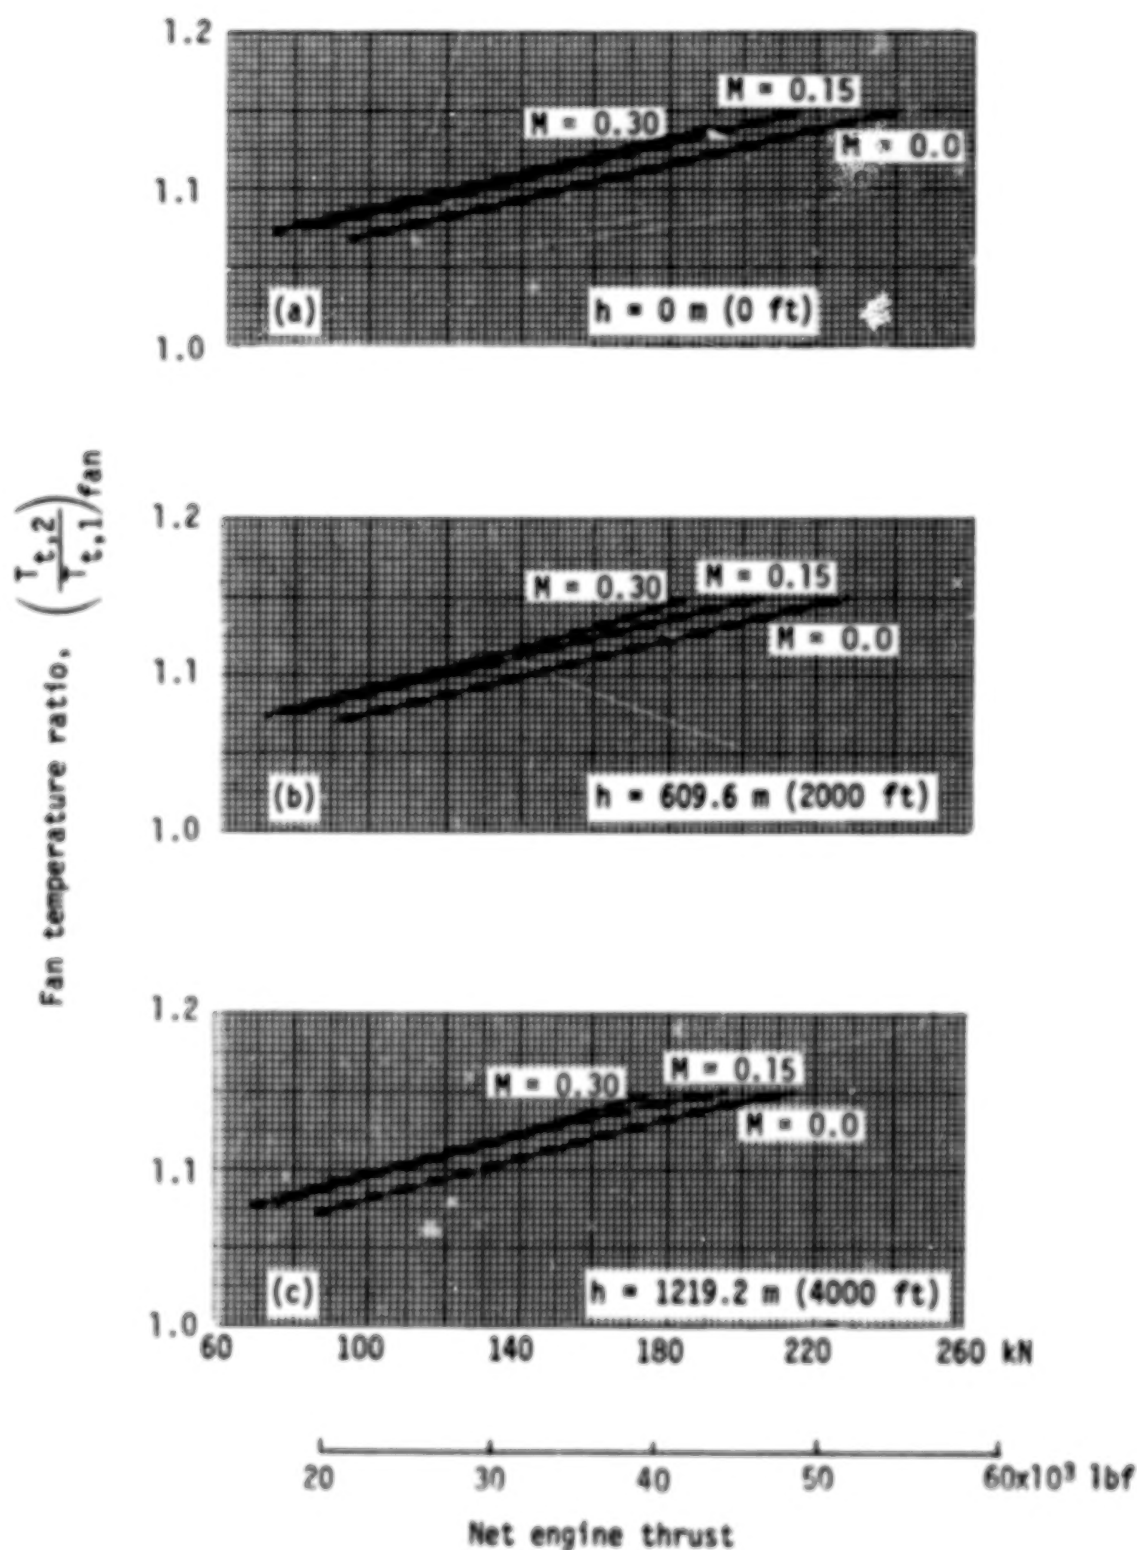 1.2
M = 0.15
M = 0.30
M = 0.0
1.1
(a)
h = 0 m (0 ft)
1.0
Fan temperature ratio, (T t,2 / T t,1) fan
1.2
M = 0.15
M = 0.30
M = 0.0
1.1
(b)
h = 609.6 m (2000 ft)
1.0
1.2
M = 0.15
M = 0.30
M = 0.0
1.1
(c)
h = 1219.2 m (4000 ft)
1.0
60 100 140 180 220 260 kN
20 30 40 50 60x10³ lbf
Net engine thrust